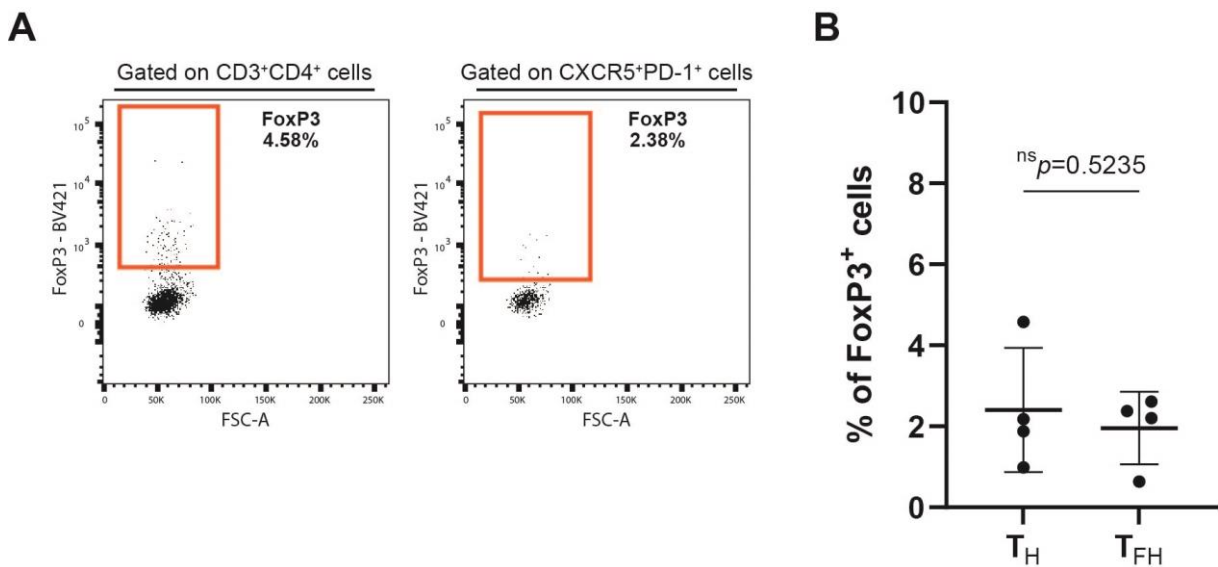 A
Gated on CD3⁺CD4⁺ cells
FoxP3
4.58%
10⁵
10⁴
10³
0
FoxP3 - BV421
0 50K 100K 150K 200K 250K
FSC-A
Gated on CXCR5⁺PD-1⁺ cells
FoxP3
2.38%
10⁵
10⁴
10³
0
FoxP3 - BV421
0 50K 100K 150K 200K 250K
FSC-A
B
% of FoxP3⁺ cells
10
8
6
4
2
0
ⁿˢp=0.5235
T_H T_FH